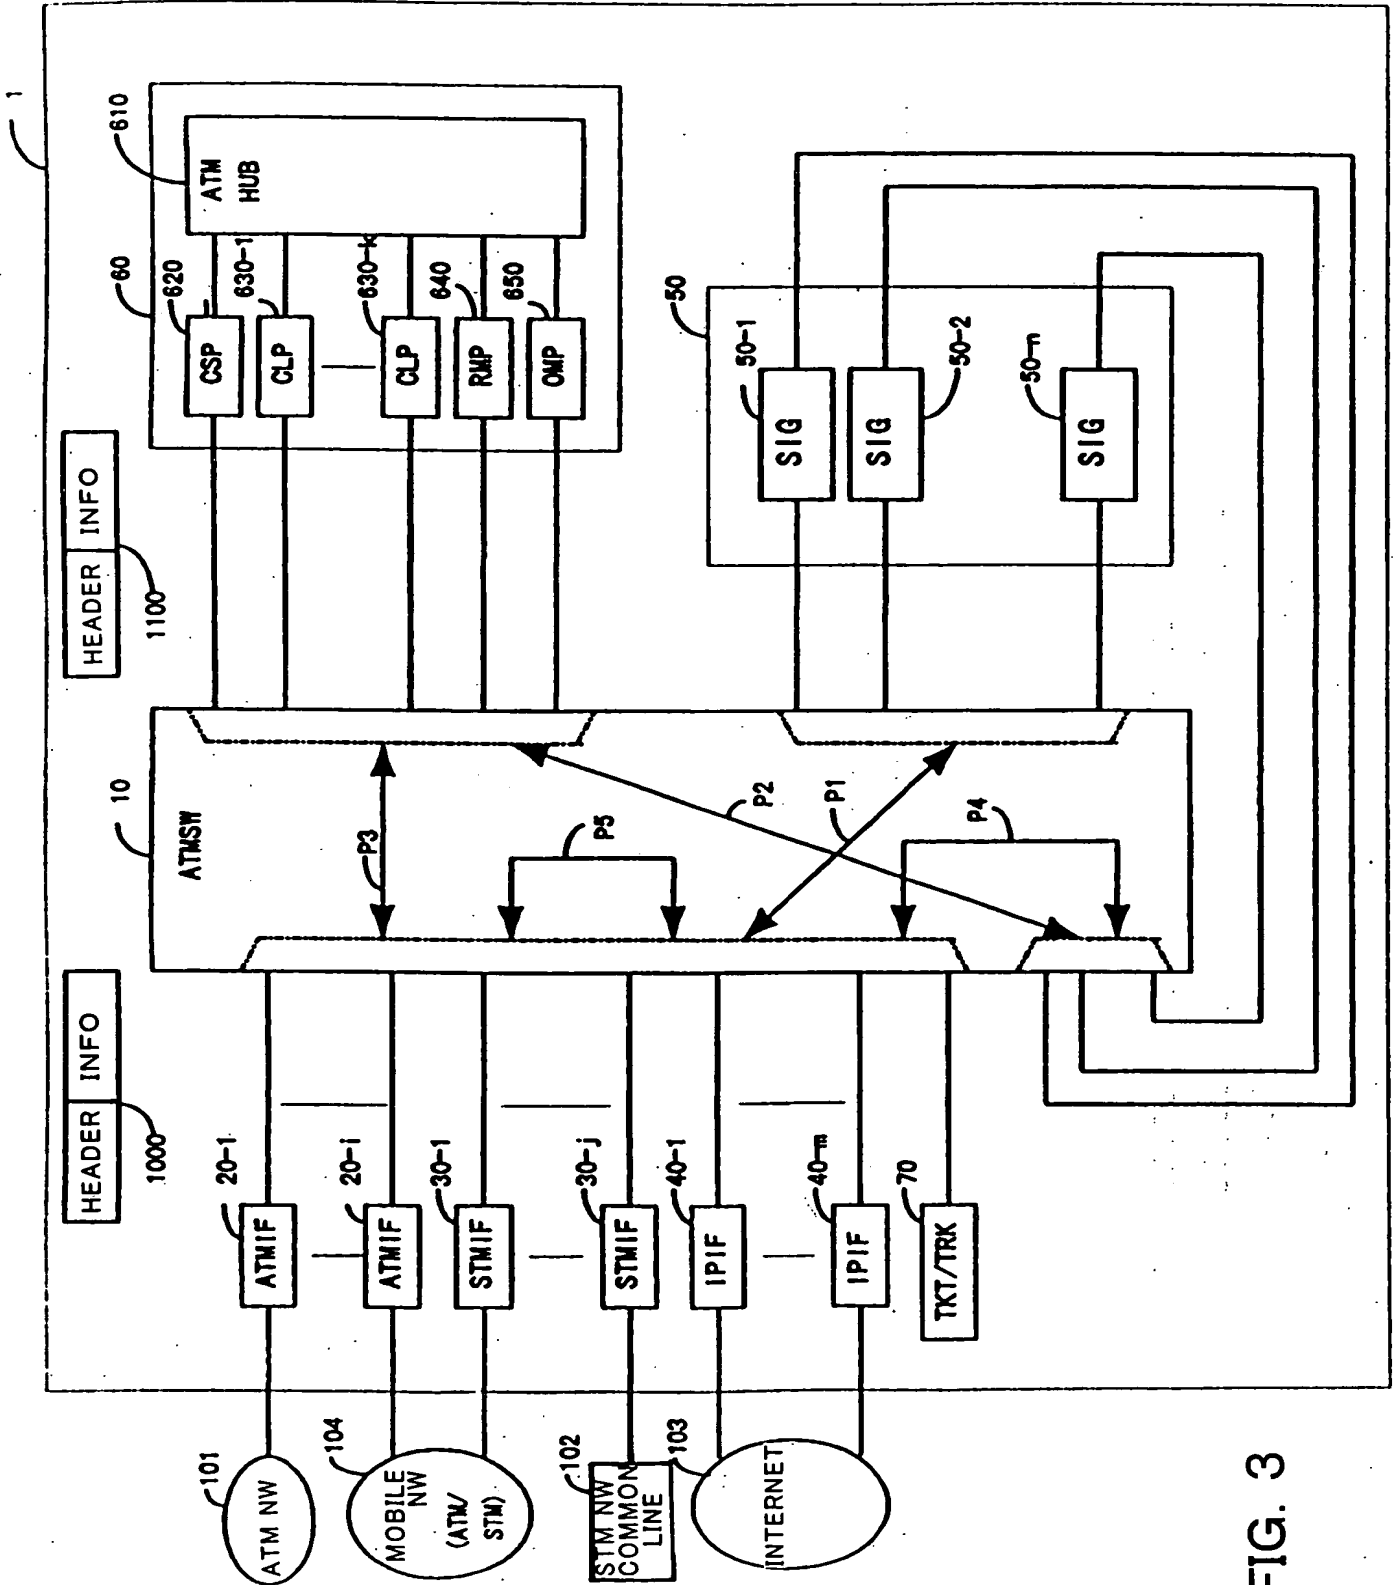 1
HEADER INFO
1000
HEADER INFO
1100
101
ATM NW
104
MOBILE
NW
(ATM/
STM)
102
STM NW
COMMON
LINE
103
INTERNET
20-1
ATMIF
20-i
ATMIF
30-1
STMIF
30-j
STMIF
40-1
IPIF
40-m
IPIF
70
TKT/TRK
10
ATMSW
P3
P5
P2
P1
P4
60
620
CSP
630-1
CLP
630-k
CLP
640
RMP
650
OMP
610
ATM
HUB
50
50-1
SIG
50-2
SIG
50-n
SIG
FIG. 3